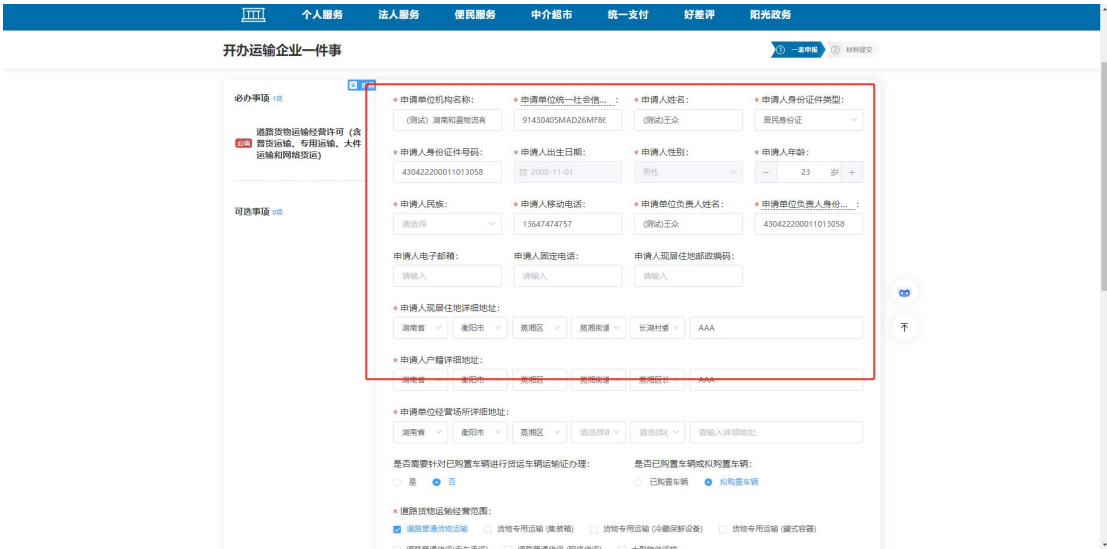 个人服务 法人服务 便民服务 中介超市 统一支付 好差评 阳光政务
开办运输企业一件事
① 一表申报 ② 材料提交
必办事项 1项
必办 道路货物运输经营许可（含普货运输、专用运输、大件运输和网络货运）
可选事项 0项
* 申请单位机构名称： * 申请单位统一社会信...： * 申请人姓名： * 申请人身份证件类型：
(测试）湖南和晨物流有 91430405MAD26MF8E (测试)王众 居民身份证
* 申请人身份证件号码： * 申请人出生日期： * 申请人性别： * 申请人年龄：
430422200011013058 2000-11-01 男性 － 23 岁 +
* 申请人民族： * 申请人移动电话： * 申请单位负责人姓名： * 申请单位负责人身份...：
请选择 13647474757 (测试)王众 430422200011013058
申请人电子邮箱： 申请人固定电话： 申请人现居住地邮政编码：
请输入 请输入 请输入
* 申请人现居住地详细地址：
湖南省 衡阳市 蒸湘区 蒸湘街道 长湖村委 AAA
* 申请人户籍详细地址：
湖南省 衡阳市 蒸湘区 蒸湘街道 蒸湘区长 AAA
* 申请单位经营场所详细地址：
湖南省 衡阳市 蒸湘区 请选择 请选择 请输入详细地址
是否需要针对已购置车辆进行货运车辆运输证办理： 是否已购置车辆或拟购置车辆：
是 否 已购置车辆 拟购置车辆
* 道路货物运输经营范围：
道路普通货物运输 货物专用运输 (集装箱) 货物专用运输 (冷藏保鲜设备) 货物专用运输 (罐式容器)